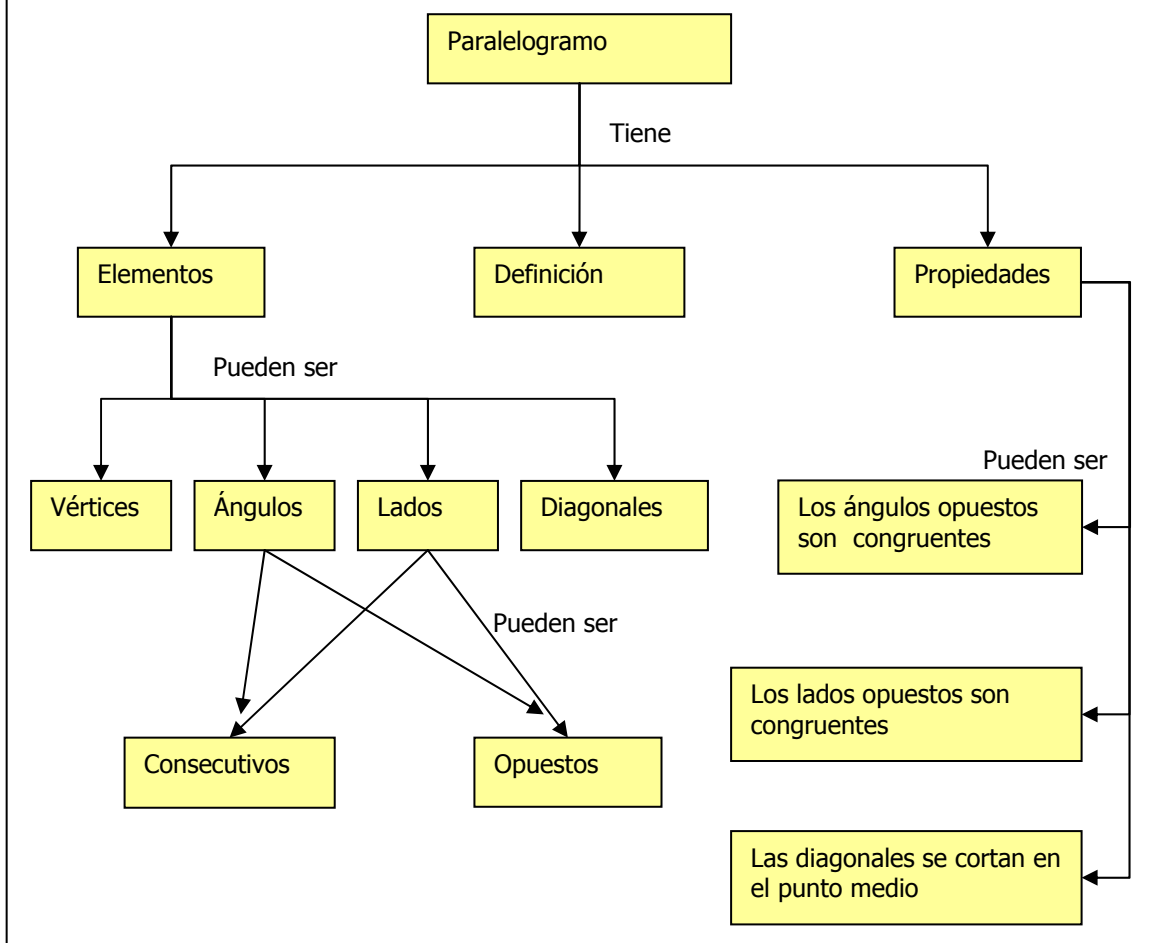 Paralelogramo
Tiene
Elementos
Definición
Propiedades
Pueden ser
Vértices
Ángulos
Lados
Diagonales
Pueden ser
Los ángulos opuestos
son congruentes
Pueden ser
Consecutivos
Opuestos
Los lados opuestos son
congruentes
Las diagonales se cortan en
el punto medio